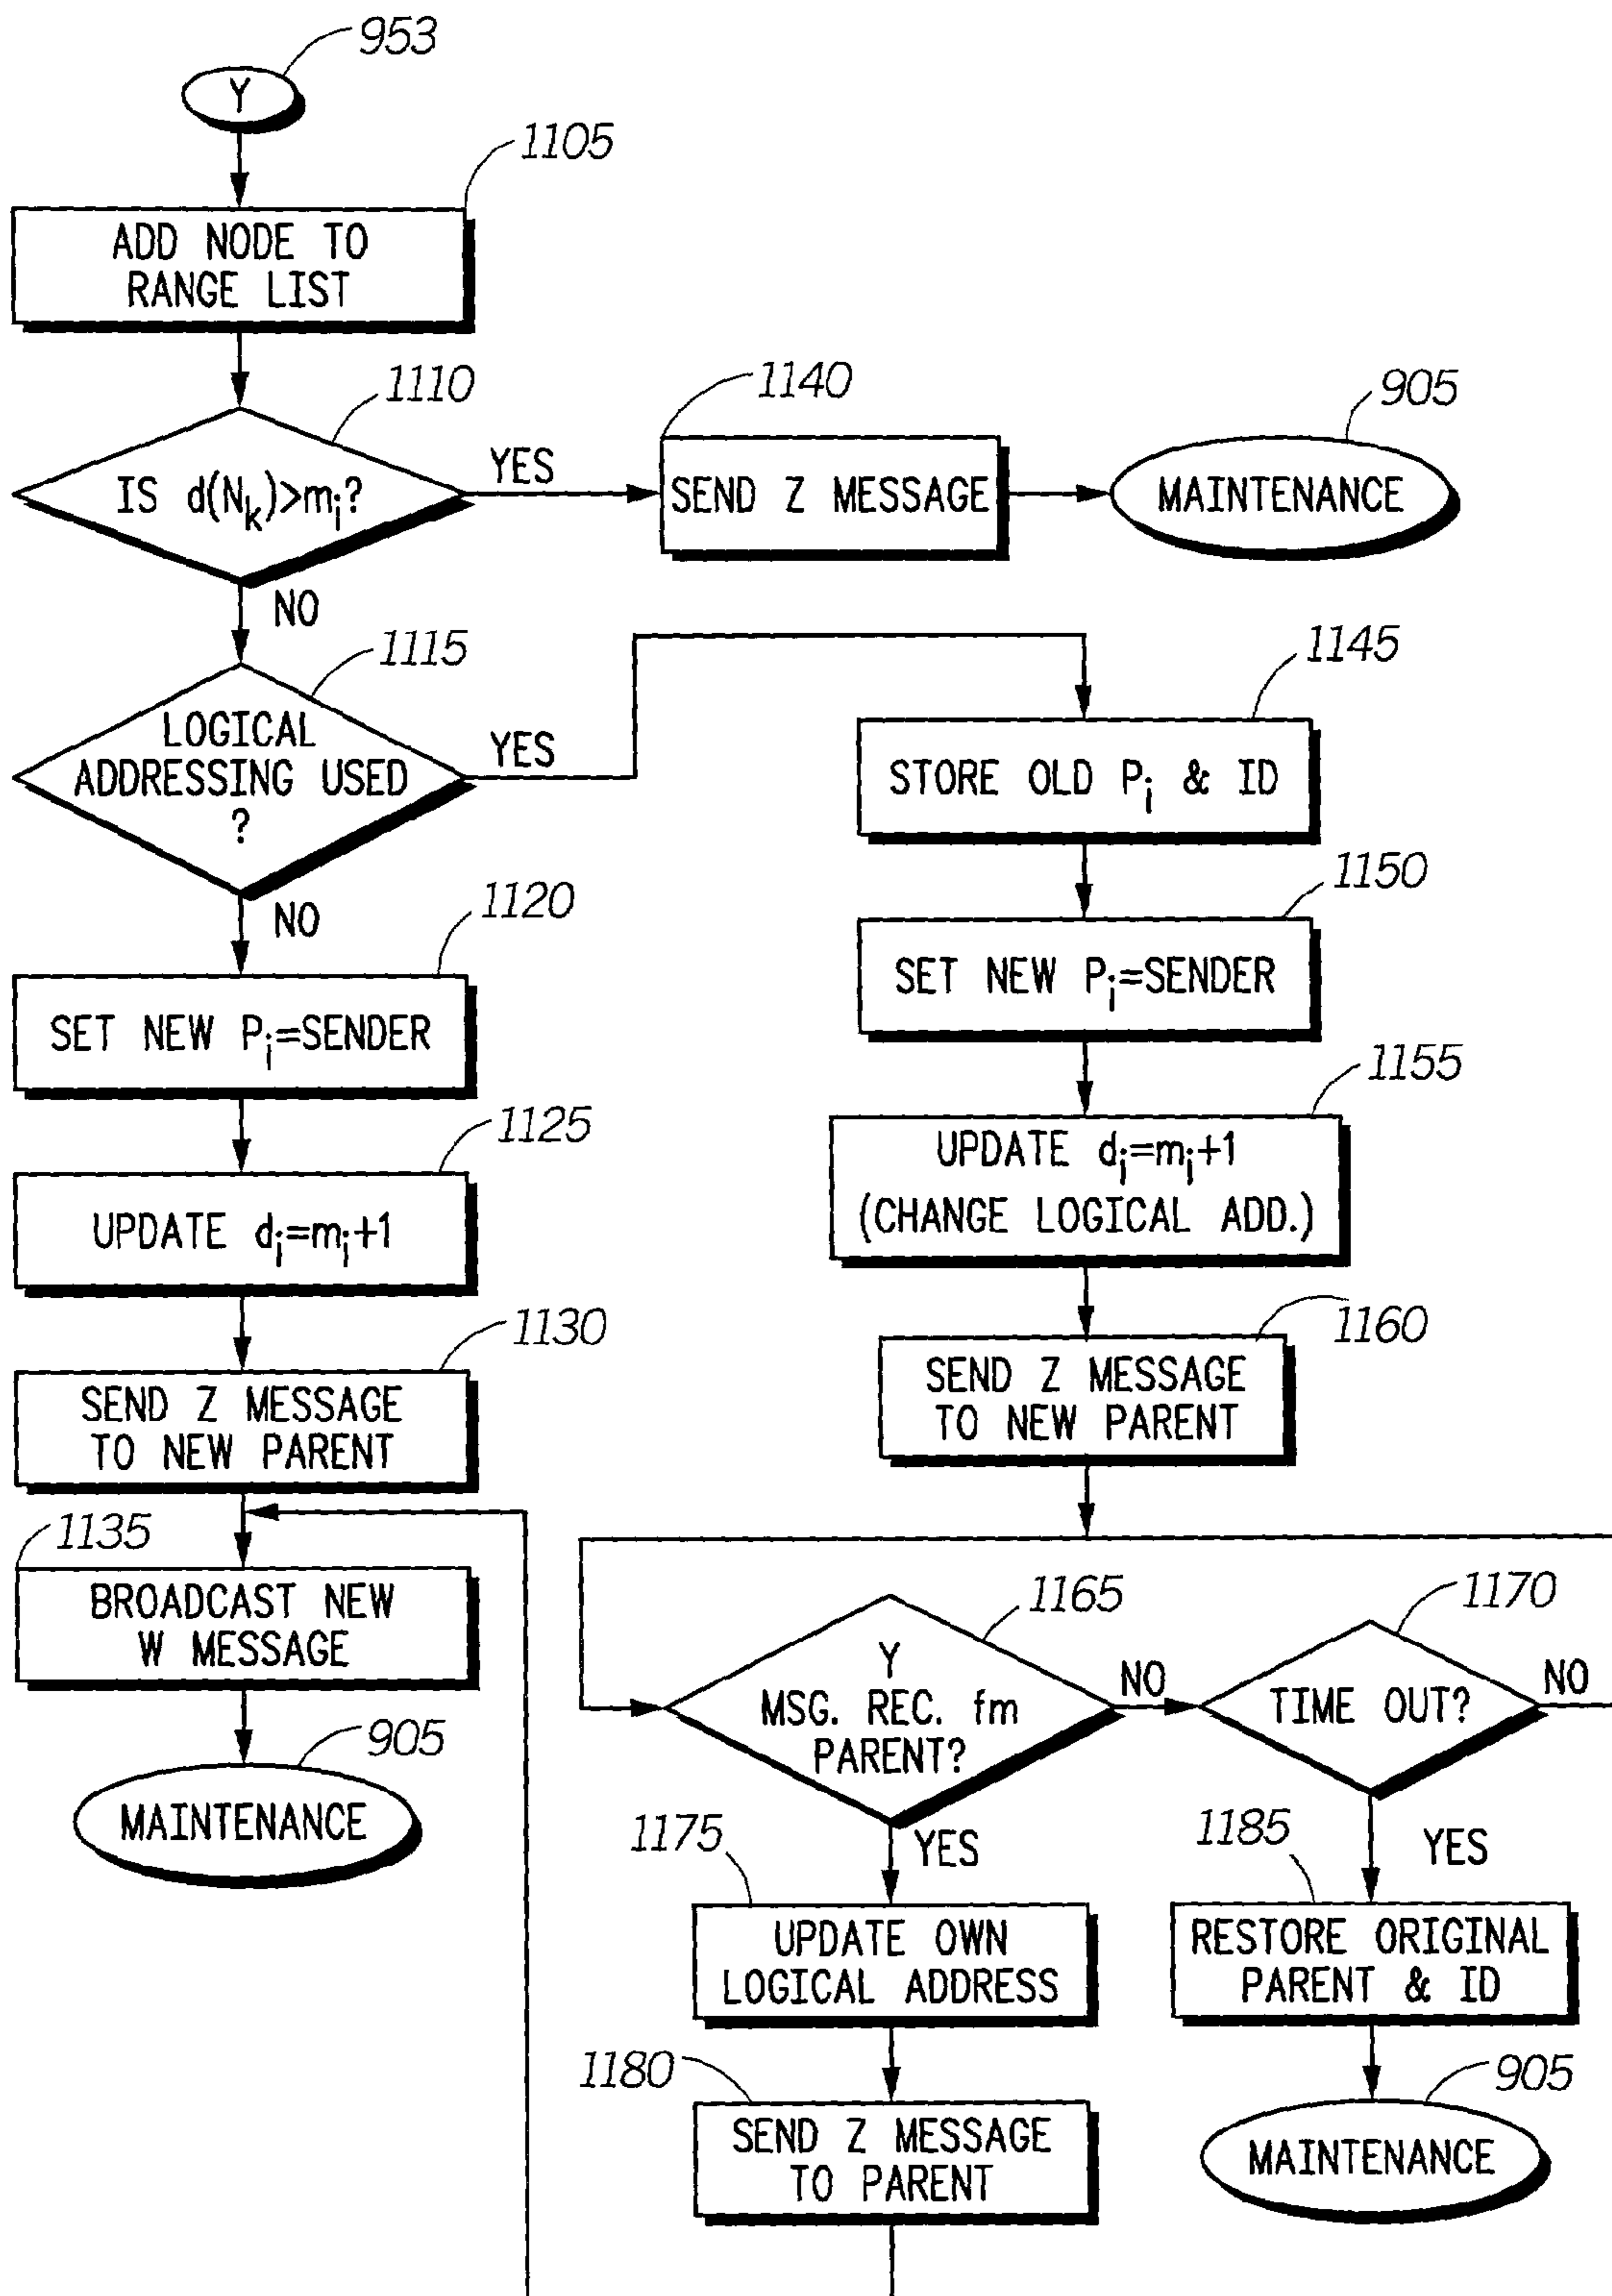 953
Y
1105
ADD NODE TO
RANGE LIST
1110
IS d(Nk)>mi?
YES
1140
SEND Z MESSAGE
905
MAINTENANCE
NO
1115
LOGICAL
ADDRESSING USED
?
YES
1145
STORE OLD Pi & ID
NO
1120
SET NEW Pi=SENDER
1150
SET NEW Pi=SENDER
1125
UPDATE di=mi+1
1155
UPDATE di=mi+1
(CHANGE LOGICAL ADD.)
1130
SEND Z MESSAGE
TO NEW PARENT
1160
SEND Z MESSAGE
TO NEW PARENT
1135
BROADCAST NEW
W MESSAGE
905
MAINTENANCE
1165
Y
MSG. REC. fm
PARENT?
NO
1170
TIME OUT?
NO
1175
YES
UPDATE OWN
LOGICAL ADDRESS
1185
YES
RESTORE ORIGINAL
PARENT & ID
1180
SEND Z MESSAGE
TO PARENT
905
MAINTENANCE